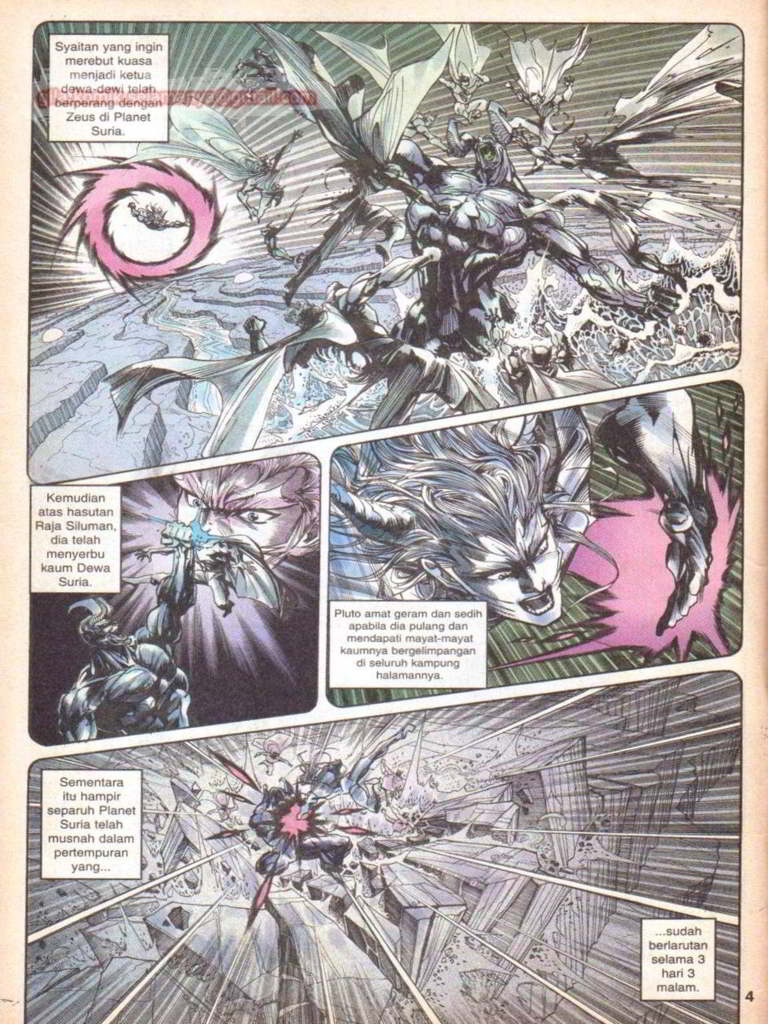 Syaitan yang ingin
merebut kuasa
menjadi ketua
dewa-dewi telah
berperang dengan
Zeus di Planet
Suria.
Kemudian
atas hasutan
Raja Siluman,
dia telah
menyerbu
kaum Dewa
Suria.
Pluto amat geram dan sedih
apabila dia pulang dan
mendapati mayat-mayat
kaumnya bergelimpangan
di seluruh kampung
halamannya.
Sementara
itu hampir
separuh Planet
Suria telah
musnah dalam
pertempuran
yang...
...sudah
berlarutan
selama 3
hari 3
malam.
4